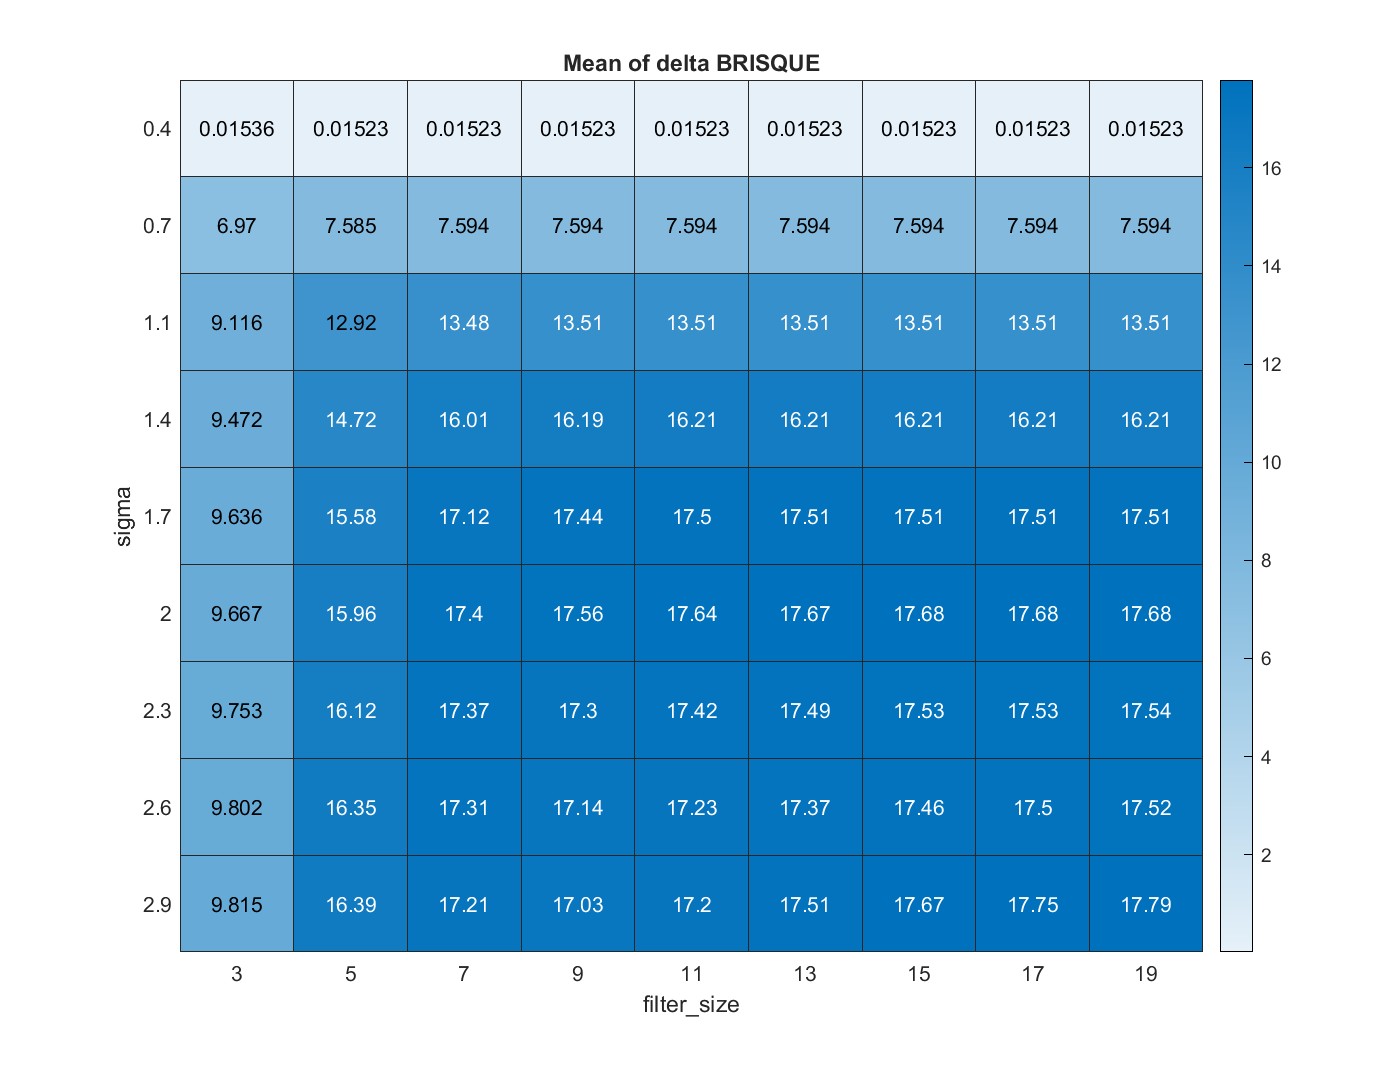 Mean of delta BRISQUE
0.4 0.01536 0.01523 0.01523 0.01523 0.01523 0.01523 0.01523 0.01523 0.01523
0.7 6.97 7.585 7.594 7.594 7.594 7.594 7.594 7.594 7.594
1.1 9.116 12.92 13.48 13.51 13.51 13.51 13.51 13.51 13.51
1.4 9.472 14.72 16.01 16.19 16.21 16.21 16.21 16.21 16.21
1.7 9.636 15.58 17.12 17.44 17.5 17.51 17.51 17.51 17.51
2 9.667 15.96 17.4 17.56 17.64 17.67 17.68 17.68 17.68
2.3 9.753 16.12 17.37 17.3 17.42 17.49 17.53 17.53 17.54
2.6 9.802 16.35 17.31 17.14 17.23 17.37 17.46 17.5 17.52
2.9 9.815 16.39 17.21 17.03 17.2 17.51 17.67 17.75 17.79
3 5 7 9 11 13 15 17 19
filter_size
sigma
16
14
12
10
8
6
4
2